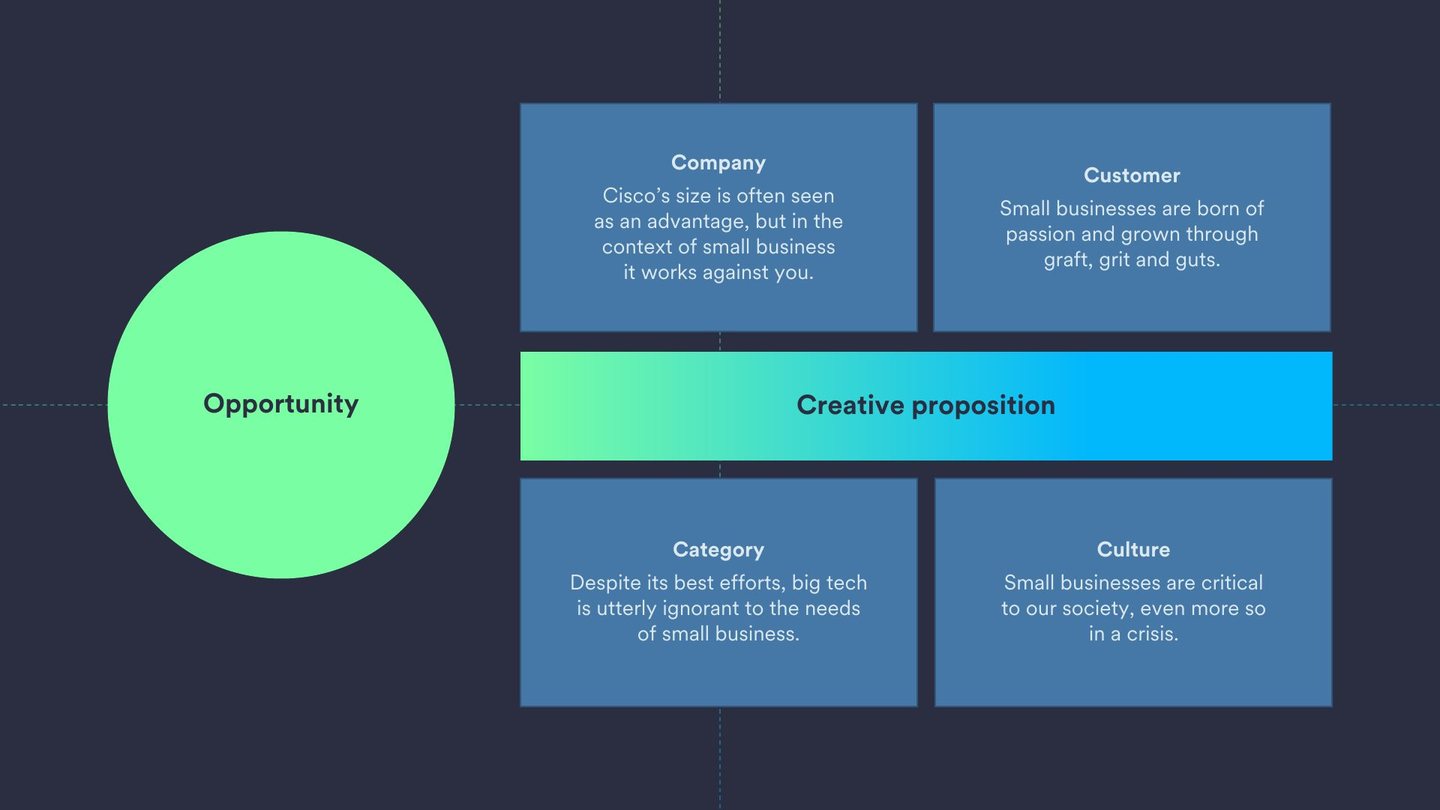 Opportunity
Company
Cisco’s size is often seen
as an advantage, but in the
context of small business
it works against you.
Customer
Small businesses are born of
passion and grown through
graft, grit and guts.
Creative proposition
Category
Despite its best efforts, big tech
is utterly ignorant to the needs
of small business.
Culture
Small businesses are critical
to our society, even more so
in a crisis.